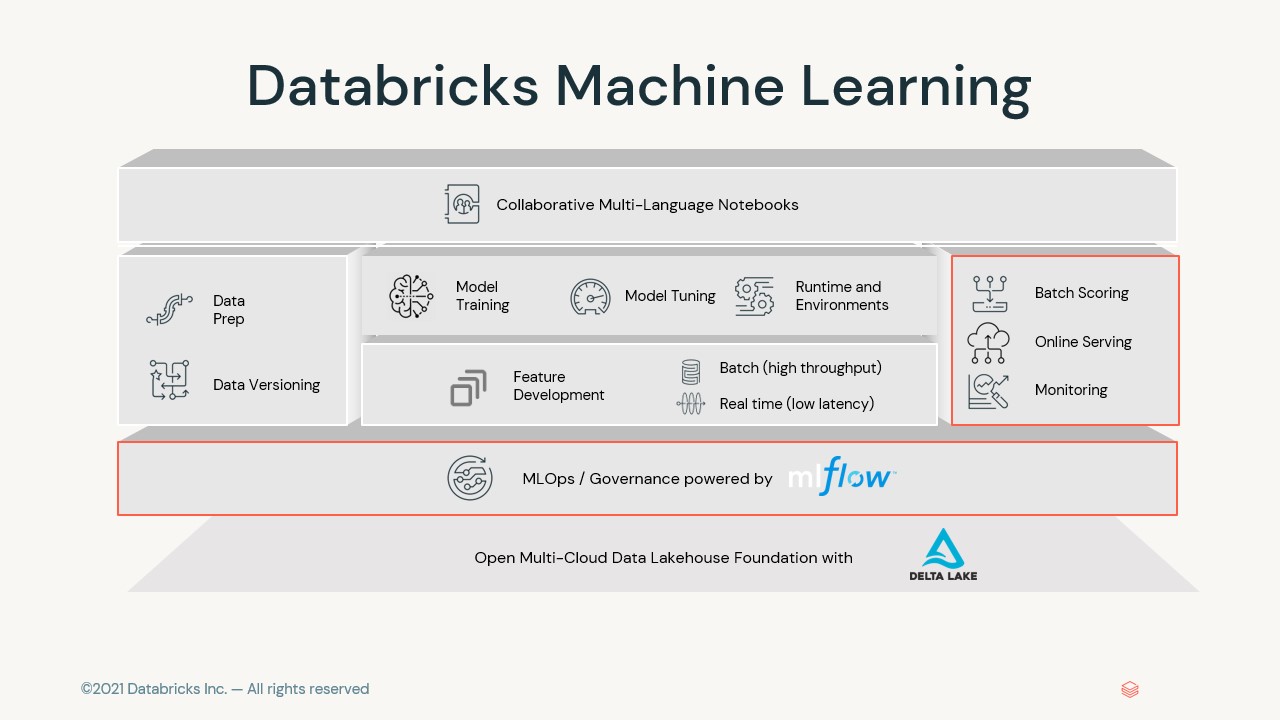 Databricks Machine Learning
Collaborative Multi-Language Notebooks
Data
Prep
Data Versioning
Model
Training
Model Tuning
Runtime and
Environments
Feature
Development
Batch (high throughput)
Real time (low latency)
Batch Scoring
Online Serving
Monitoring
MLOps / Governance powered by mlflow™
Open Multi-Cloud Data Lakehouse Foundation with
DELTA LAKE
©2021 Databricks Inc. — All rights reserved